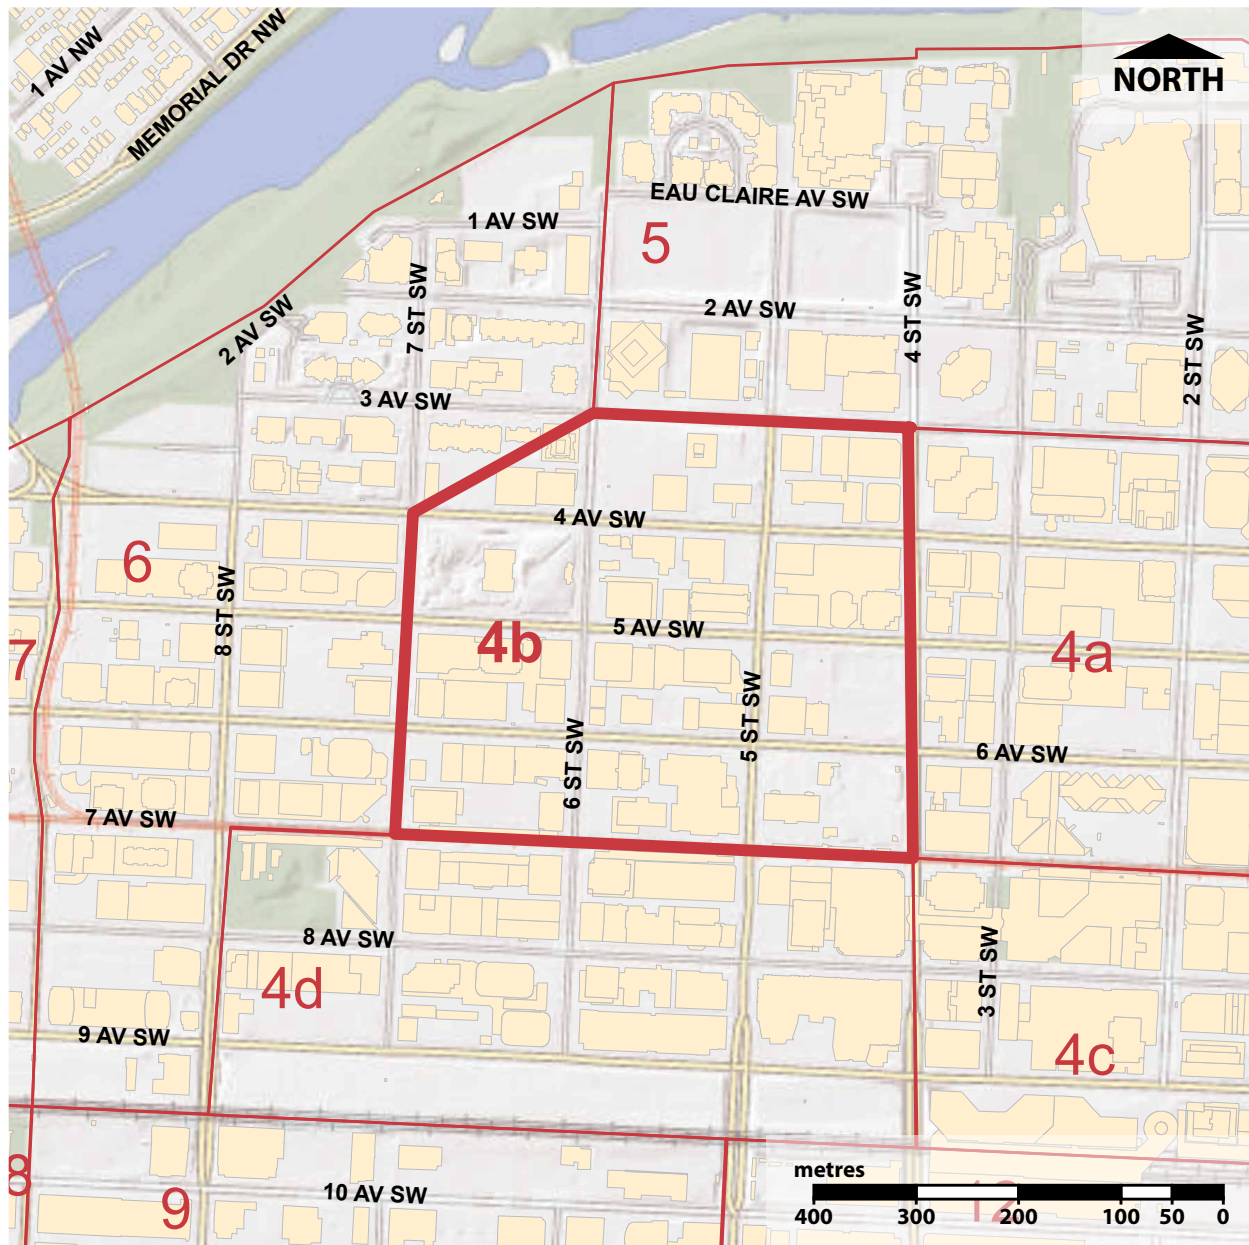 1 AV NW
MEMORIAL DR NW
NORTH
EAU CLAIRE AV SW
1 AV SW
5
7 ST SW
4 ST SW
2 AV SW
2 AV SW
2 ST SW
3 AV SW
4 AV SW
6
8 ST SW
5 AV SW
4b
4a
7
5 ST SW
6 ST SW
6 AV SW
7 AV SW
8 AV SW
3 ST SW
4d
9 AV SW
4c
8
9
10 AV SW
metres
12
400 300 200 100 50 0